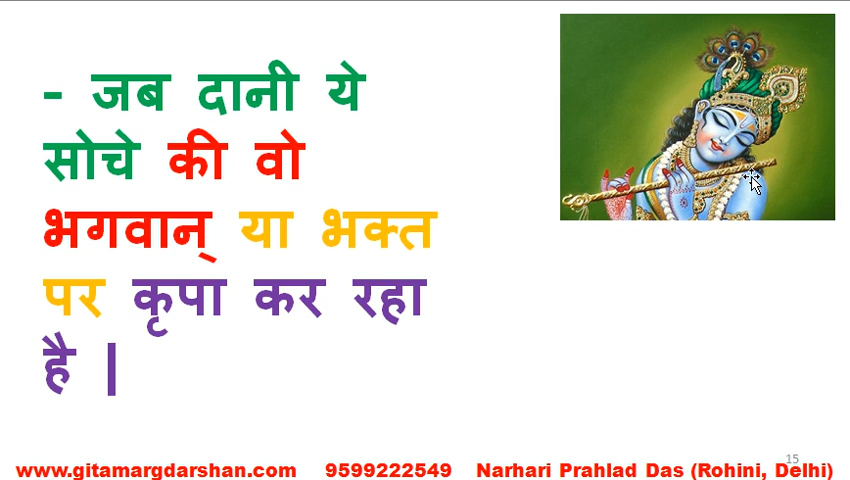 - जब दानी ये
सोचे की वो
भगवान् या भक्त
पर कृपा कर रहा
है |
15
www.gitamargdarshan.com 9599222549 Narhari Prahlad Das (Rohini, Delhi)